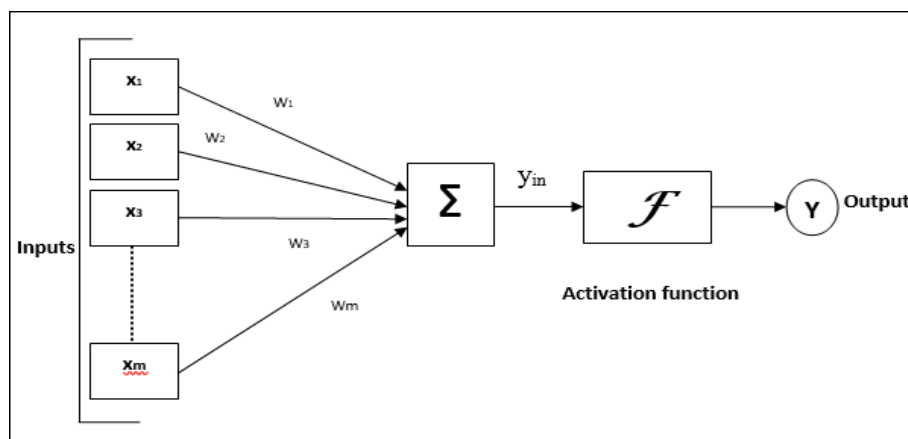 x₁
w₁
x₂
w₂
x₃
w₃
Inputs
Σ
yᵢₙ
ℱ
Y
Output
Activation function
wm
xm